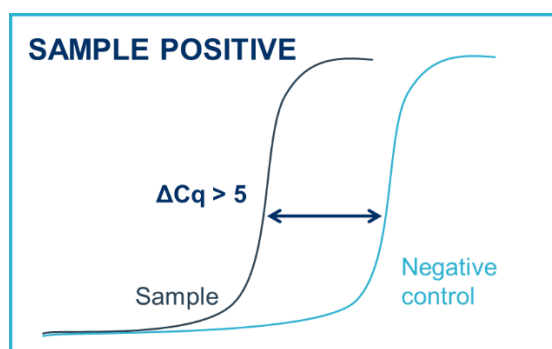 SAMPLE POSITIVE
ΔCq > 5
Sample
Negative
control